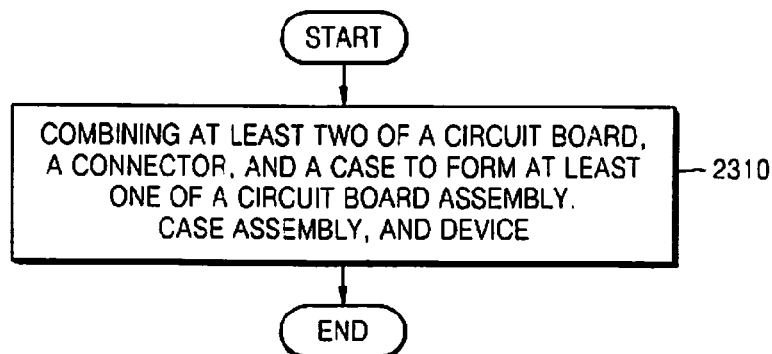 START
COMBINING AT LEAST TWO OF A CIRCUIT BOARD,
A CONNECTOR, AND A CASE TO FORM AT LEAST
ONE OF A CIRCUIT BOARD ASSEMBLY.
CASE ASSEMBLY, AND DEVICE
2310
END